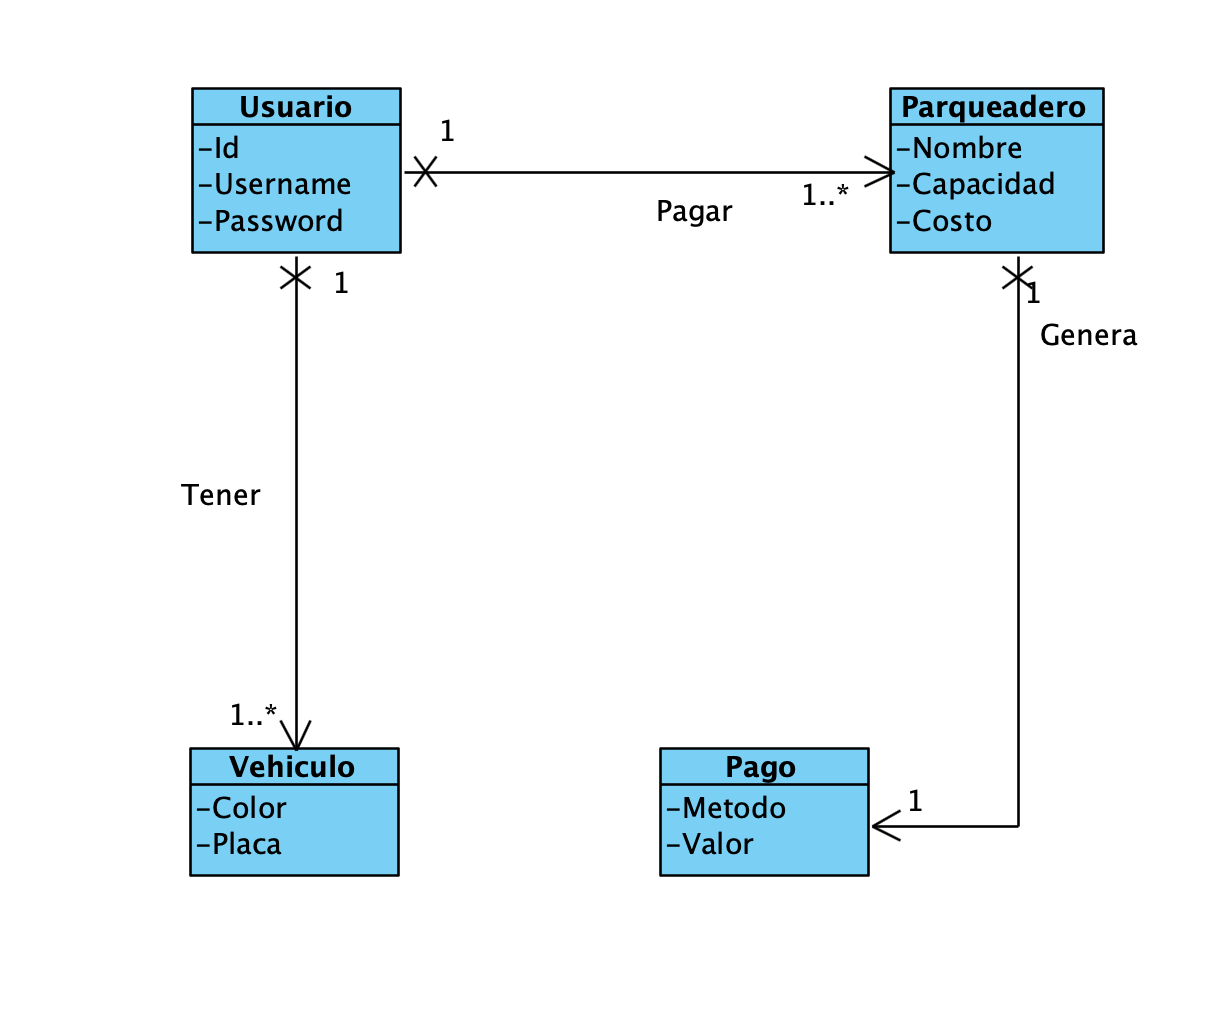 Usuario
-Id
-Username
-Password
1
Pagar
1..*
Parqueadero
-Nombre
-Capacidad
-Costo
1
1
Genera
Tener
1..*
Vehiculo
-Color
-Placa
Pago
-Metodo
-Valor
1